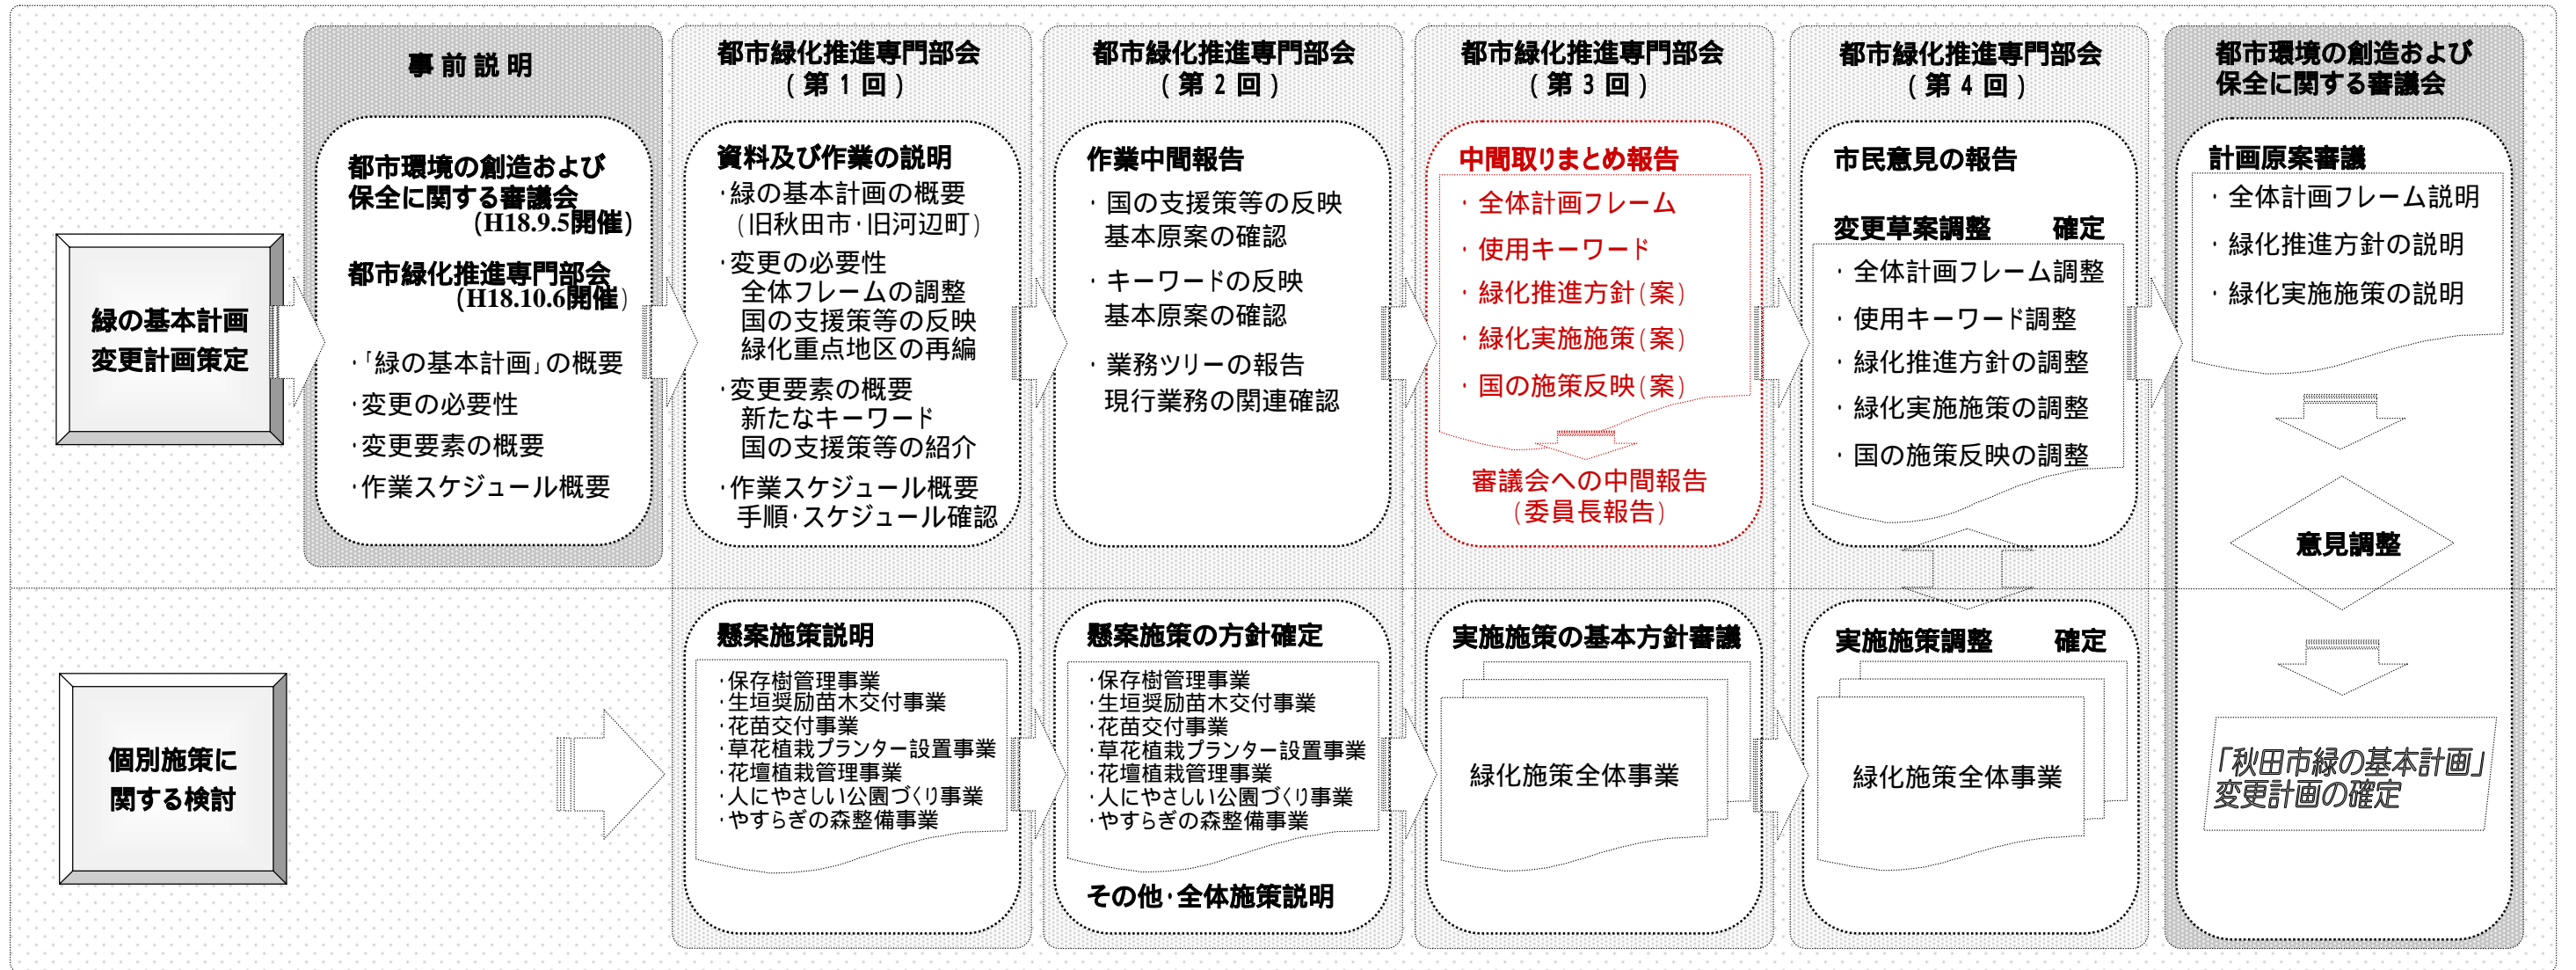 緑の基本計画
変更計画策定
事前説明
都市環境の創造および
保全に関する審議会
(H18.9.5開催)
都市緑化推進専門部会
(H18.10.6開催)
・「緑の基本計画」の概要
・変更の必要性
・変更要素の概要
・作業スケジュール概要
都市緑化推進専門部会
(第1回)
資料及び作業の説明
・緑の基本計画の概要
(旧秋田市・旧河辺町)
・変更の必要性
全体フレームの調整
国の支援策等の反映
緑化重点地区の再編
・変更要素の概要
新たなキーワード
国の支援策等の紹介
・作業スケジュール概要
手順・スケジュール確認
都市緑化推進専門部会
(第2回)
作業中間報告
・国の支援策等の反映
基本原案の確認
・キーワードの反映
基本原案の確認
・業務ツリーの報告
現行業務の関連確認
都市緑化推進専門部会
(第3回)
中間取りまとめ報告
・全体計画フレーム
・使用キーワード
・緑化推進方針(案)
・緑化実施施策(案)
・国の施策反映(案)
審議会への中間報告
(委員長報告)
都市緑化推進専門部会
(第4回)
市民意見の報告
変更草案調整 確定
・全体計画フレーム調整
・使用キーワード調整
・緑化推進方針の調整
・緑化実施施策の調整
・国の施策反映の調整
都市環境の創造および
保全に関する審議会
計画原案審議
・全体計画フレーム説明
・緑化推進方針の説明
・緑化実施施策の説明
意見調整
「秋田市緑の基本計画」
変更計画の確定
個別施策に
関する検討
懸案施策説明
・保存樹管理事業
・生垣奨励苗木交付事業
・花苗交付事業
・草花植栽プランター設置事業
・花壇植栽管理事業
・人にやさしい公園づくり事業
・やすらぎの森整備事業
懸案施策の方針確定
・保存樹管理事業
・生垣奨励苗木交付事業
・花苗交付事業
・草花植栽プランター設置事業
・花壇植栽管理事業
・人にやさしい公園づくり事業
・やすらぎの森整備事業
その他・全体施策説明
実施施策の基本方針審議
緑化施策全体事業
実施施策調整 確定
緑化施策全体事業